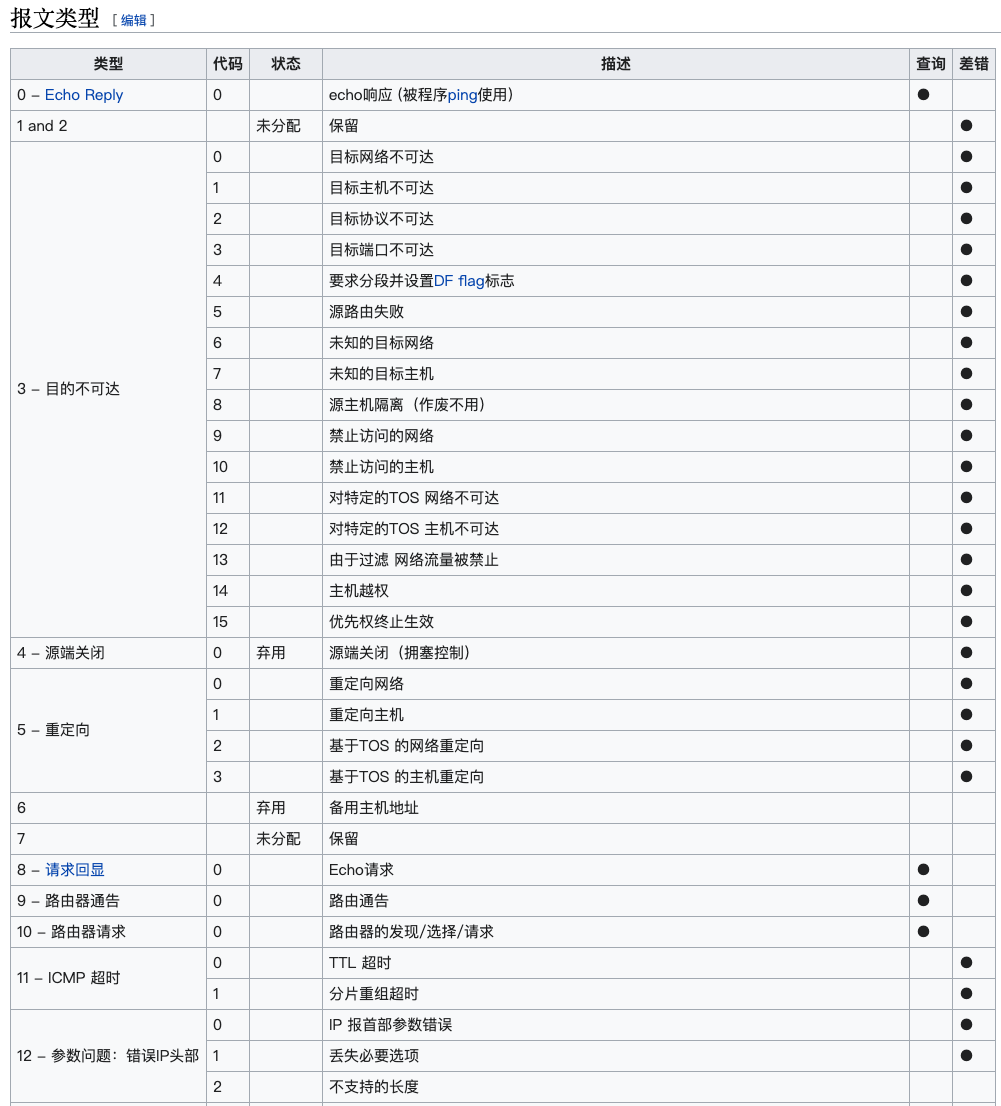 报文类型 [编辑]
类型 代码 状态 描述 查询 差错
0 – Echo Reply 0 echo响应 (被程序ping使用) ●
1 and 2 未分配 保留 ●
3 – 目的不可达 0 目标网络不可达 ●
1 目标主机不可达 ●
2 目标协议不可达 ●
3 目标端口不可达 ●
4 要求分段并设置DF flag标志 ●
5 源路由失败 ●
6 未知的目标网络 ●
7 未知的目标主机 ●
8 源主机隔离（作废不用） ●
9 禁止访问的网络 ●
10 禁止访问的主机 ●
11 对特定的TOS 网络不可达 ●
12 对特定的TOS 主机不可达 ●
13 由于过滤 网络流量被禁止 ●
14 主机越权 ●
15 优先权终止生效 ●
4 – 源端关闭 0 弃用 源端关闭（拥塞控制） ●
5 – 重定向 0 重定向网络 ●
1 重定向主机 ●
2 基于TOS 的网络重定向 ●
3 基于TOS 的主机重定向 ●
6 弃用 备用主机地址
7 未分配 保留
8 – 请求回显 0 Echo请求 ●
9 – 路由器通告 0 路由通告 ●
10 – 路由器请求 0 路由器的发现/选择/请求 ●
11 – ICMP 超时 0 TTL 超时 ●
1 分片重组超时 ●
12 – 参数问题：错误IP头部 0 IP 报首部参数错误 ●
1 丢失必要选项 ●
2 不支持的长度